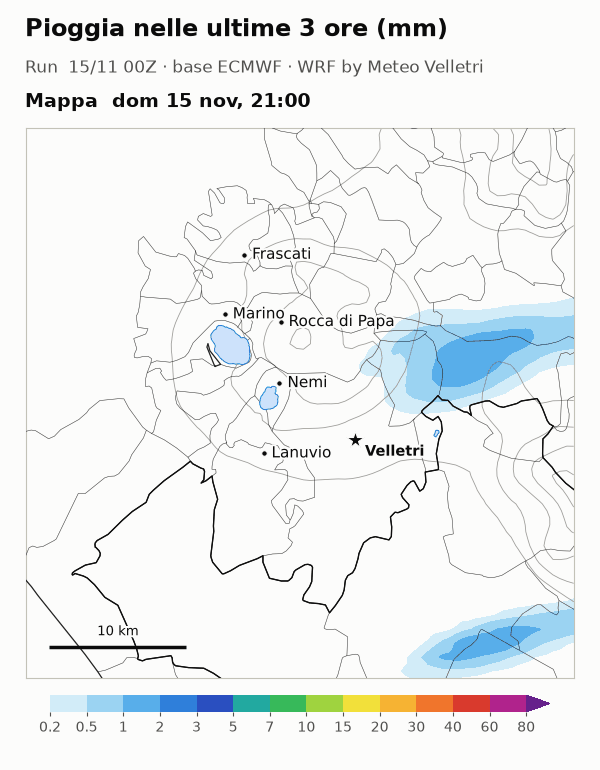 Pioggia nelle ultime 3 ore (mm)
Run  15/11 00Z · base ECMWF · WRF by Meteo Velletri
Mappa  dom 15 nov, 21:00
Frascati
Marino
Rocca di Papa
Nemi
Velletri
Lanuvio
10 km
0.2 0.5 1 2 3 5 7 10 15 20 30 40 60 80